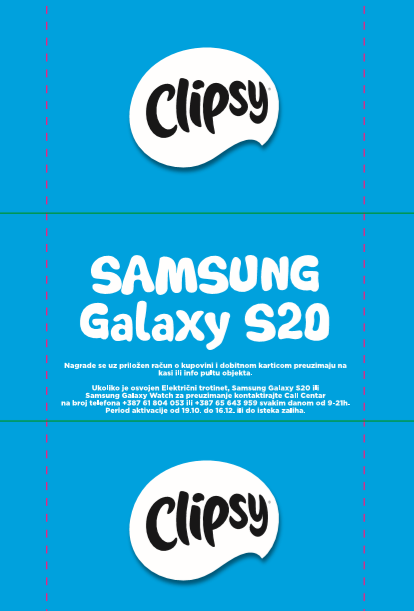 Clipsy
SAMSUNG
Galaxy S20
Nagrade se uz priložen račun o kupovini i dobitnom karticom preuzimaju na
kasi ili info pultu objekta.
Ukoliko je osvojen Električni trotinet, Samsung Galaxy S20 ili
Samsung Galaxy Watch za preuzimanje kontaktirajte Call Centar
na broj telefona +387 61 804 053 ili +387 65 643 959 svakim danom od 9-21h.
Period aktivacije od 19.10. do 16.12. ili do isteka zaliha.
Clipsy